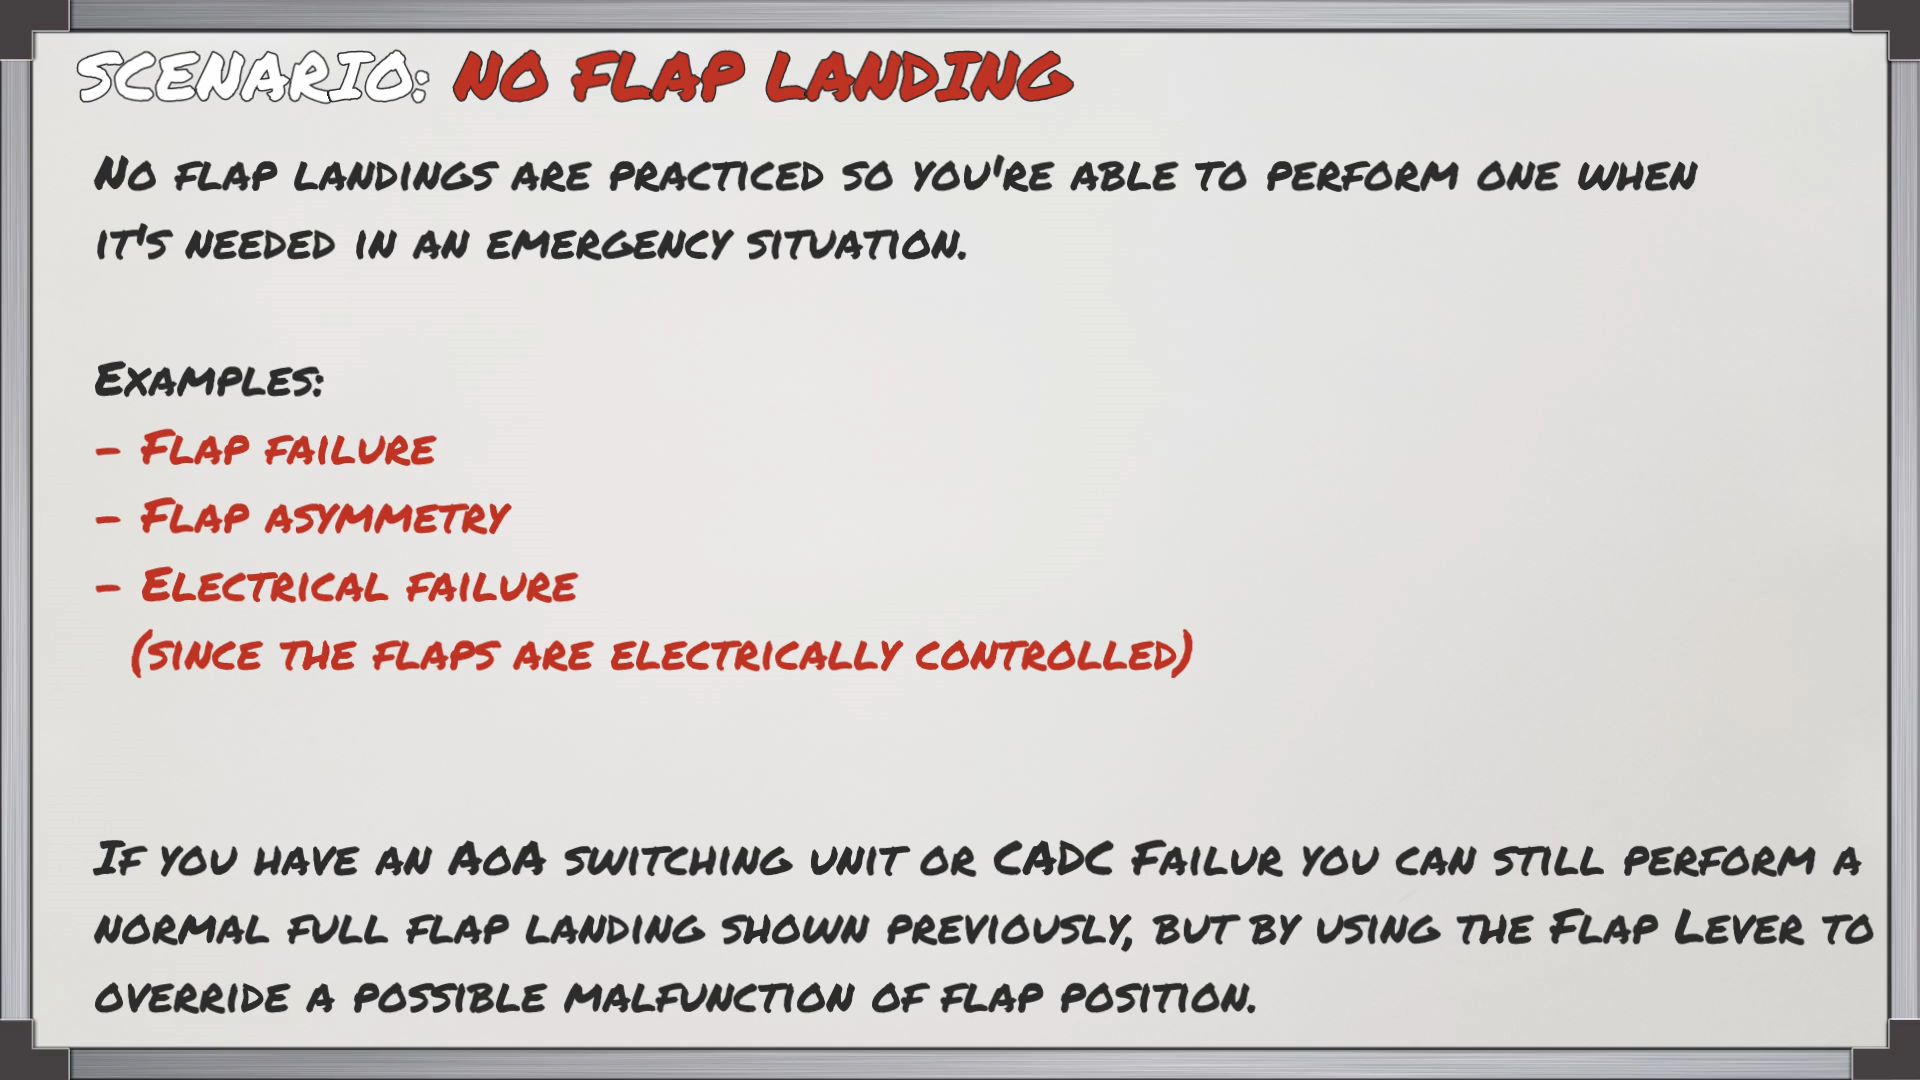 Scenario: No Flap Landing
No flap landings are practiced so you're able to perform one when
it's needed in an emergency situation.
Examples:
- Flap failure
- Flap asymmetry
- Electrical failure
(since the flaps are electrically controlled)
If you have an AoA switching unit or CADC Failur you can still perform a
normal full flap landing shown previously, but by using the Flap Lever to
override a possible malfunction of flap position.